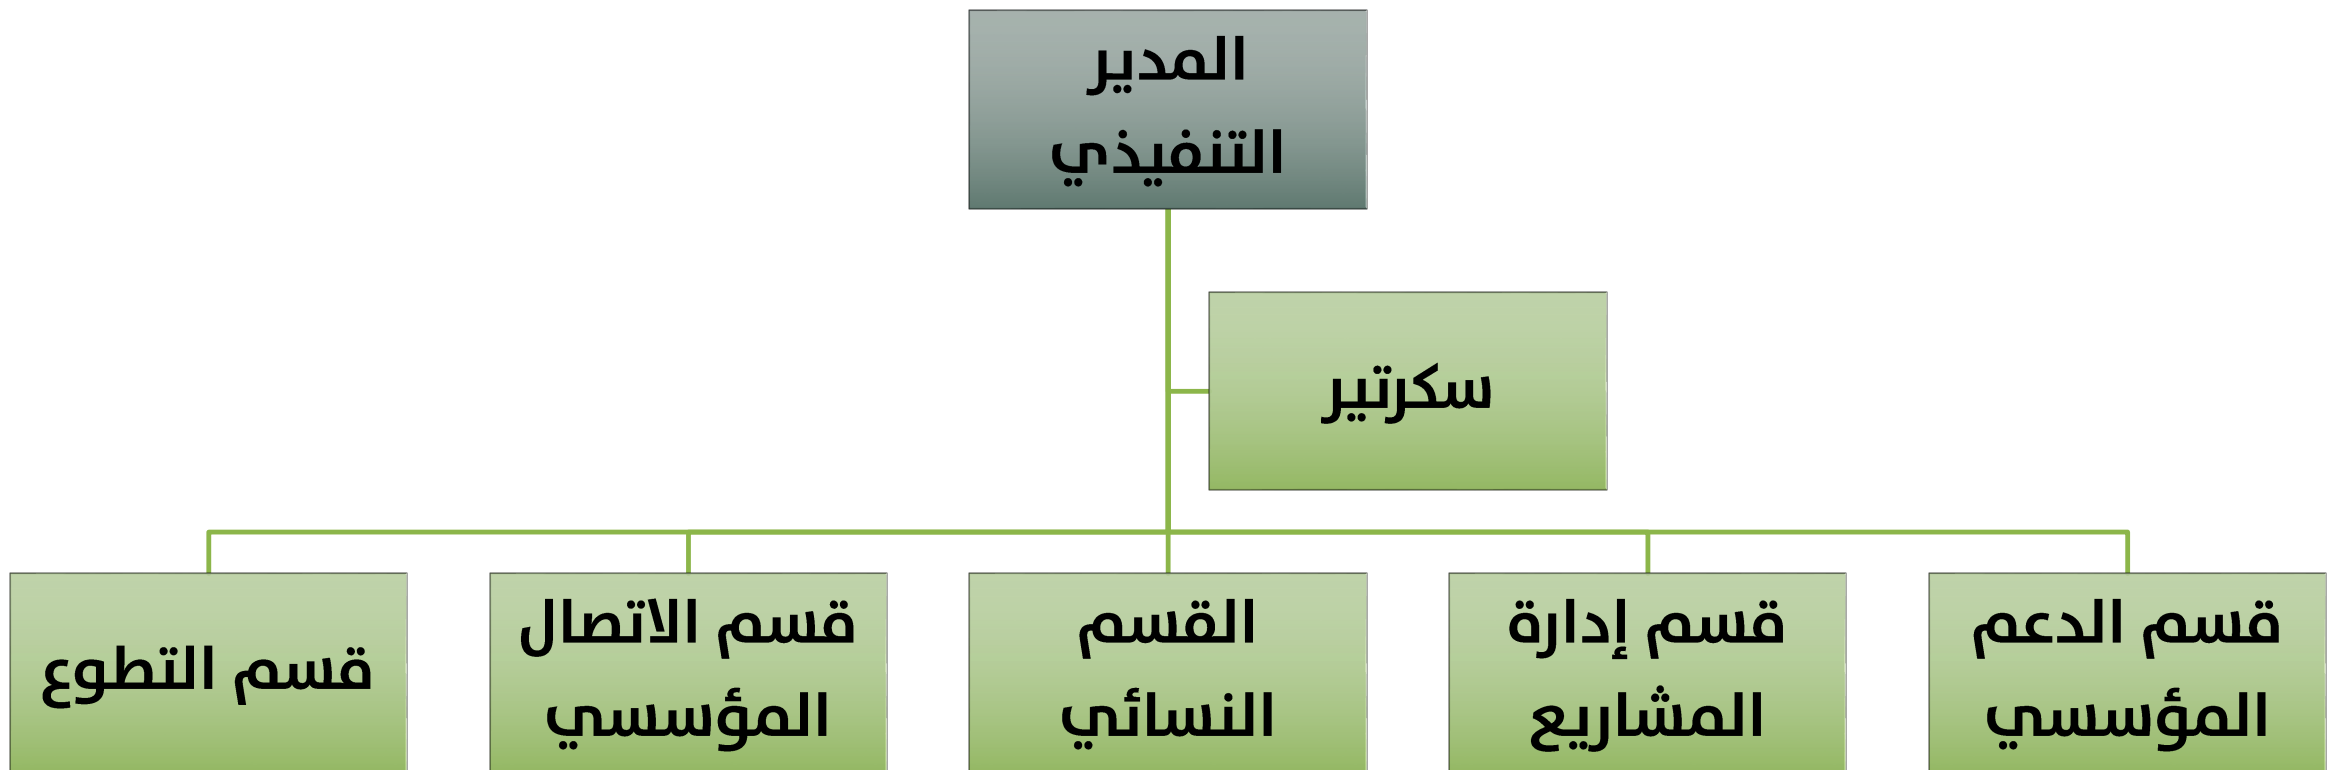 المدير
التنفيذي
سكرتير
قسم الدعم
المؤسسي
قسم إدارة
المشاريع
القسم
النسائي
قسم الاتصال
المؤسسي
قسم التطوع